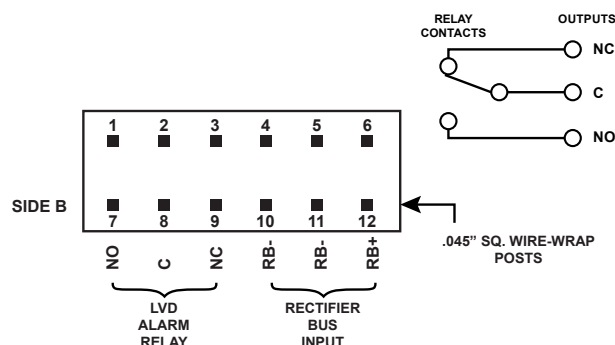 RELAY CONTACTS
OUTPUTS
NC
C
NO
1 2 3 4 5 6
SIDE B
7 8 9 10 11 12
NO C NC RB- RB- RB+
.045” SQ. WIRE-WRAP
POSTS
LVD
ALARM
RELAY
RECTIFIER
BUS
INPUT